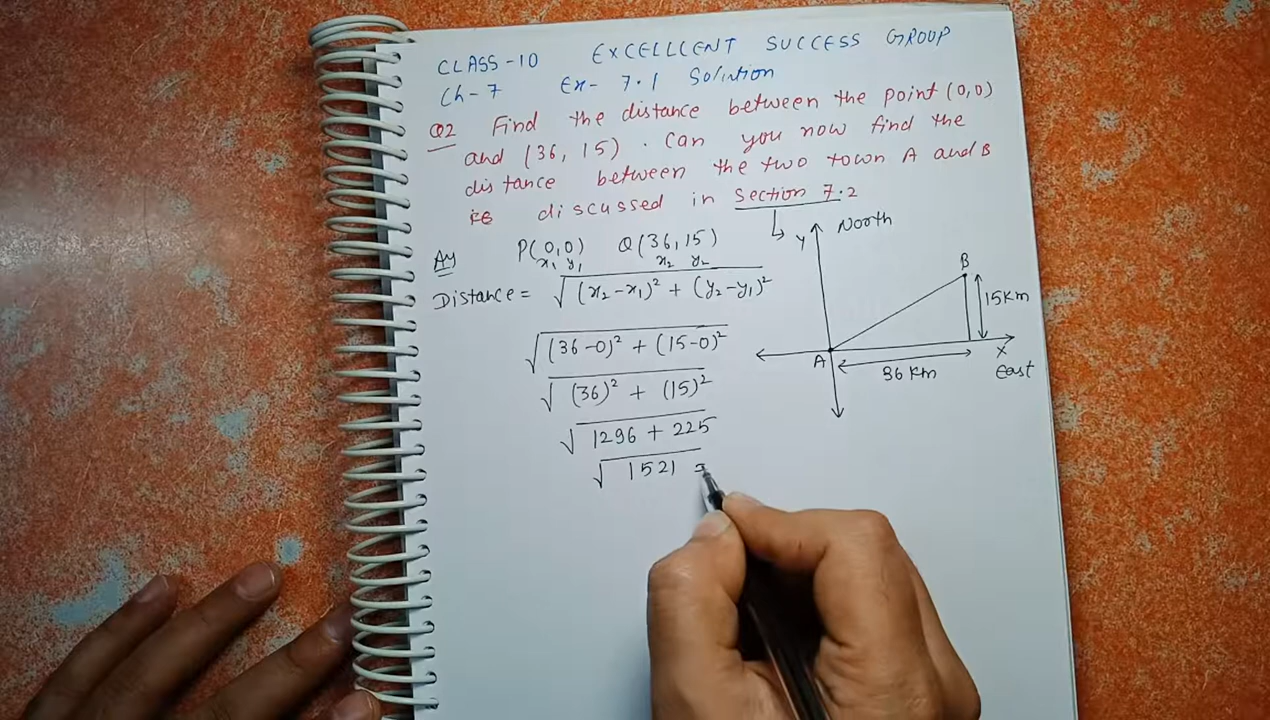 CLASS-10 EXCELLCENT SUCCESS GROUP
Ch-7 Ex- 7.1 Solution
Q2 Find the distance between the point (0,0)
and (36, 15). Can you now find the
distance between the two town A and B
discussed in Section 7.2
P(0,0) Q(36,15)
x₁ y₁ x₂ y₂
Distance = √(x₂-x₁)² + (y₂-y₁)²
√(36-0)² + (15-0)²
√(36)² + (15)²
√1296 + 225
√1521 =
Y North
B
15Km
A
36 Km
X
East